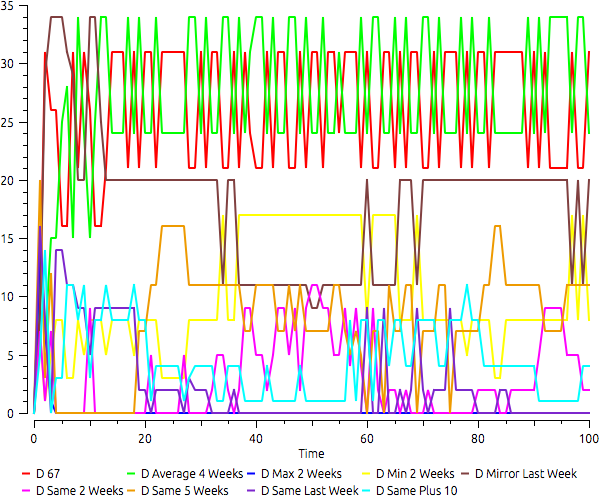 35
30
25
20
15
10
5
0
0 20 40 60 80 100
Time
D 67 D Average 4 Weeks D Max 2 Weeks D Min 2 Weeks D Mirror Last Week
D Same 2 Weeks D Same 5 Weeks D Same Last Week D Same Plus 10